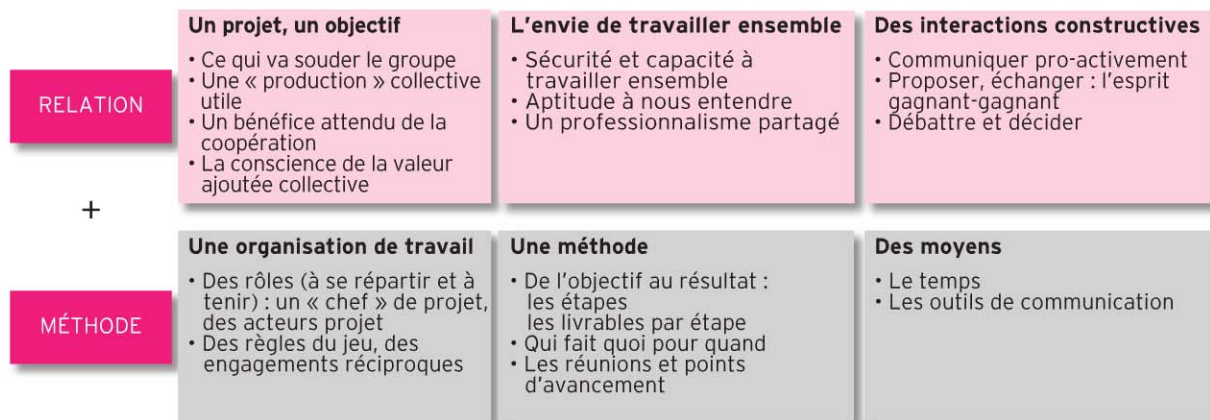 RELATION
Un projet, un objectif
• Ce qui va souder le groupe
• Une « production » collective
utile
• Un bénéfice attendu de la
coopération
• La conscience de la valeur
ajoutée collective
L'envie de travailler ensemble
• Sécurité et capacité à
travailler ensemble
• Aptitude à nous entendre
• Un professionnalisme partagé
Des interactions constructives
• Communiquer pro-activement
• Proposer, échanger : l'esprit
gagnant-gagnant
• Débattre et décider
+
MÉTHODE
Une organisation de travail
• Des rôles (à se répartir et à
tenir) : un « chef » de projet,
des acteurs projet
• Des règles du jeu, des
engagements réciproques
Une méthode
• De l'objectif au résultat :
les étapes
les livrables par étape
• Qui fait quoi pour quand
• Les réunions et points
d'avancement
Des moyens
• Le temps
• Les outils de communication